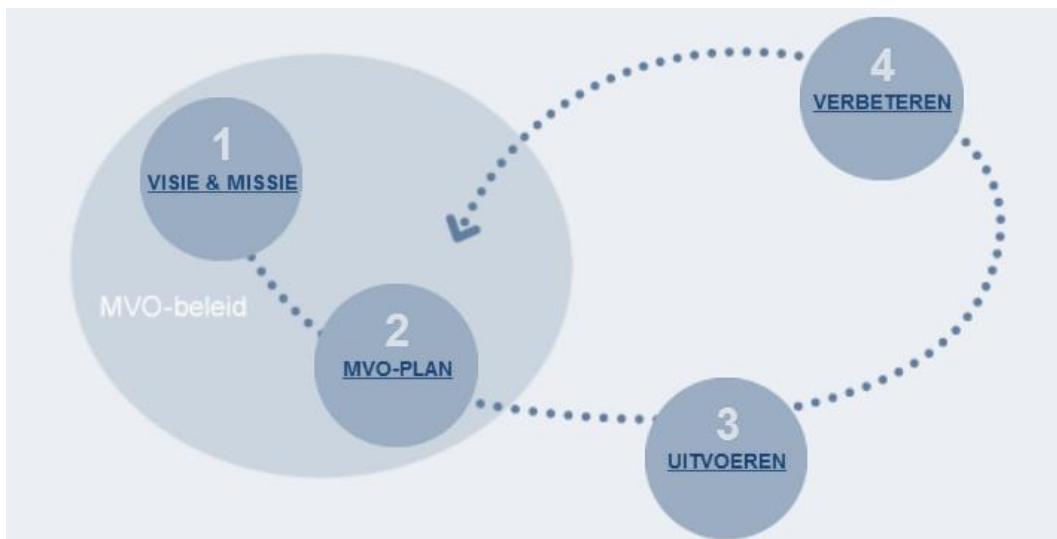 1
VISIE & MISSIE
MVO-beleid
2
MVO-PLAN
3
UITVOEREN
4
VERBETEREN